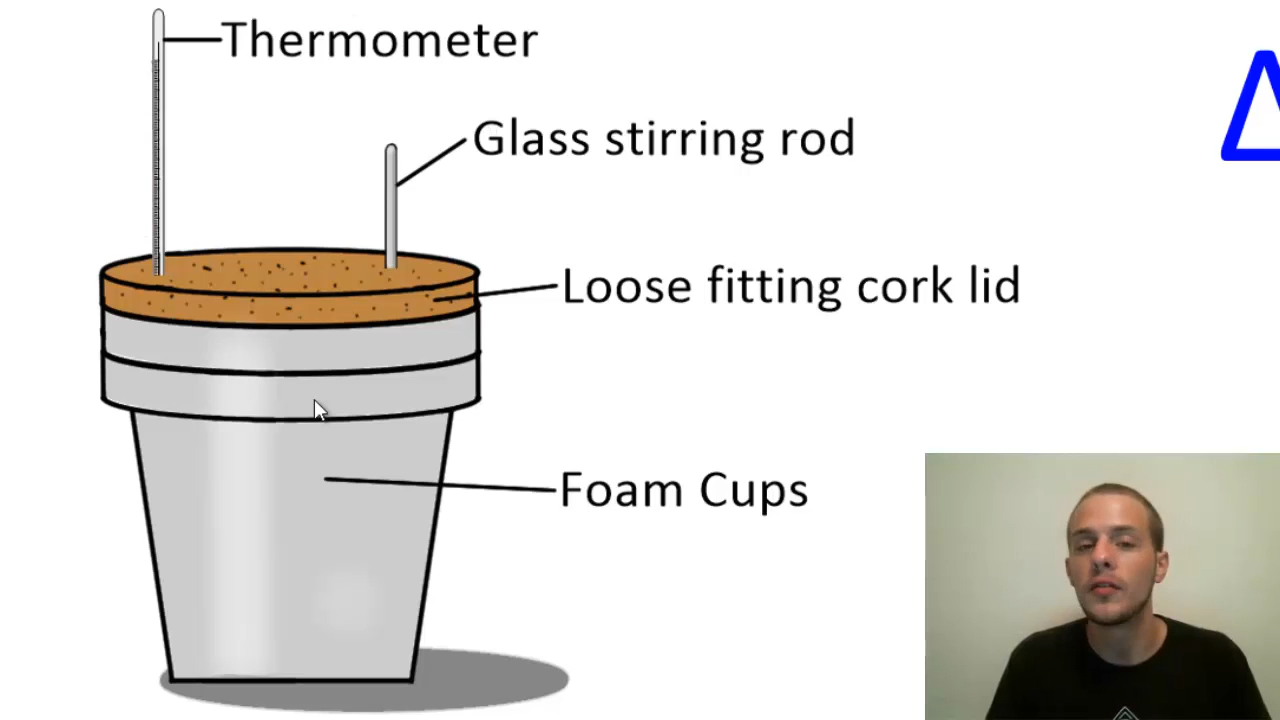 Thermometer
Glass stirring rod
Loose fitting cork lid
Foam Cups
Δ